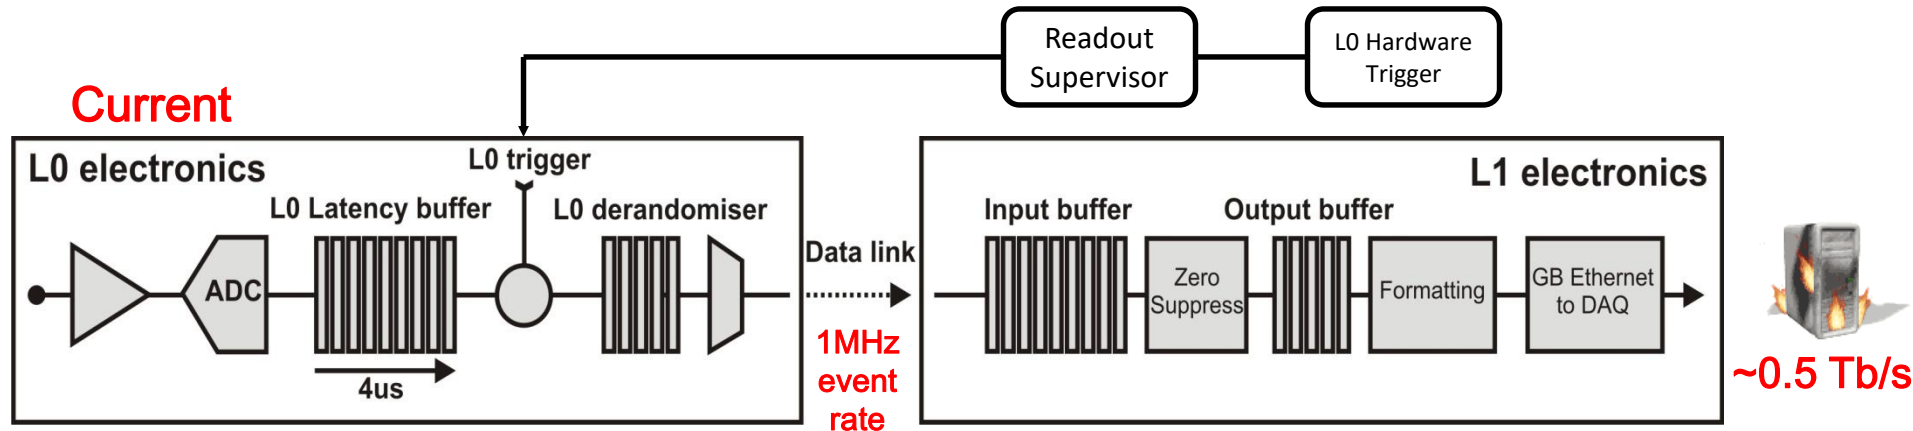 Readout
Supervisor
L0 Hardware
Trigger
Current
L0 electronics
L0 trigger
L0 Latency buffer
L0 derandomiser
ADC
4us
Data link
1MHz
event
rate
L1 electronics
Input buffer
Output buffer
Zero
Suppress
Formatting
GB Ethernet
to DAQ
~0.5 Tb/s